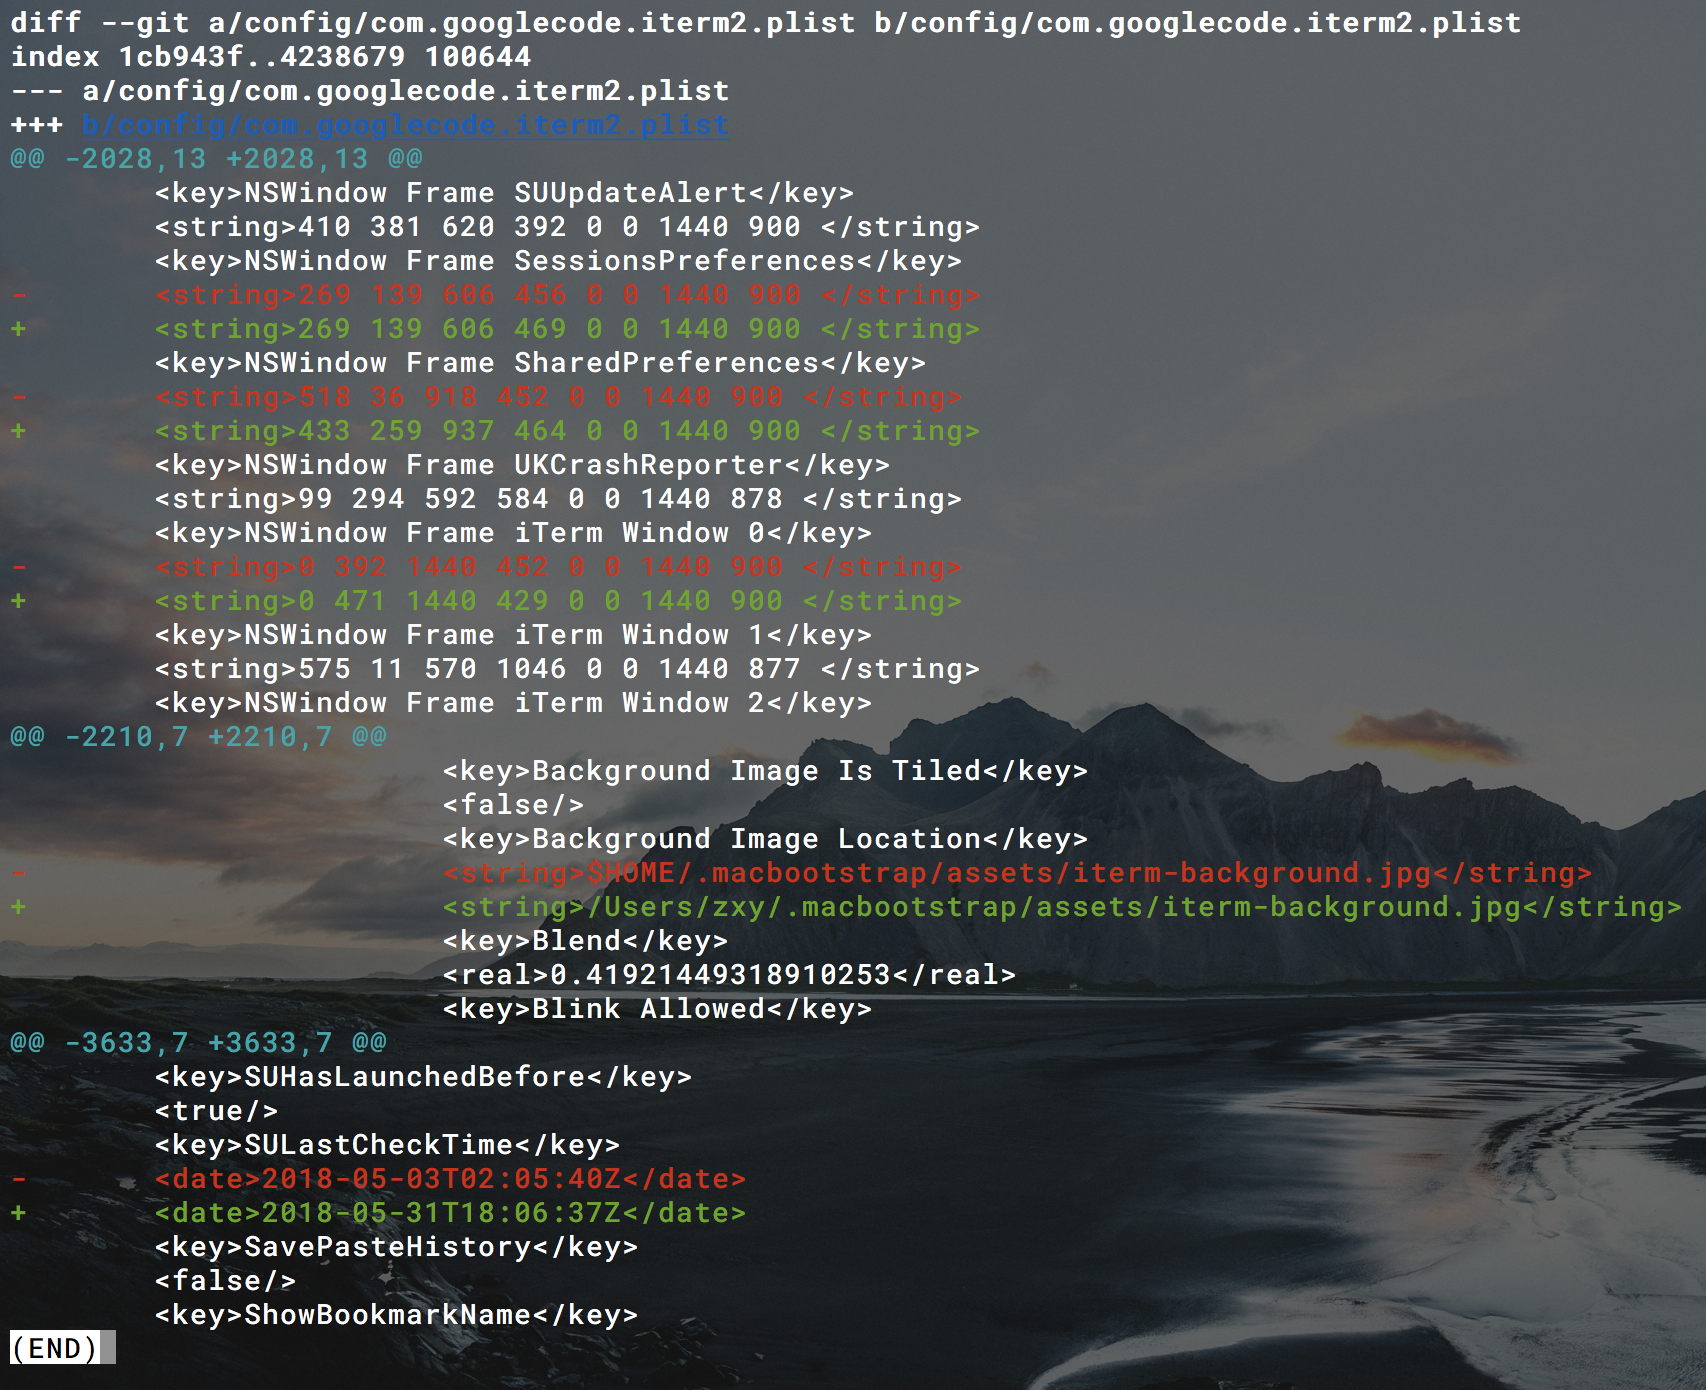 diff --git a/config/com.googlecode.iterm2.plist b/config/com.googlecode.iterm2.plist
index 1cb943f..4238679 100644
--- a/config/com.googlecode.iterm2.plist
+++ b/config/com.googlecode.iterm2.plist
@@ -2028,13 +2028,13 @@
        <key>NSWindow Frame SUUpdateAlert</key>
        <string>410 381 620 392 0 0 1440 900 </string>
        <key>NSWindow Frame SessionsPreferences</key>
-       <string>269 139 606 456 0 0 1440 900 </string>
+       <string>269 139 606 469 0 0 1440 900 </string>
        <key>NSWindow Frame SharedPreferences</key>
-       <string>518 36 918 452 0 0 1440 900 </string>
+       <string>433 259 937 464 0 0 1440 900 </string>
        <key>NSWindow Frame UKCrashReporter</key>
        <string>99 294 592 584 0 0 1440 878 </string>
        <key>NSWindow Frame iTerm Window 0</key>
-       <string>0 392 1440 452 0 0 1440 900 </string>
+       <string>0 471 1440 429 0 0 1440 900 </string>
        <key>NSWindow Frame iTerm Window 1</key>
        <string>575 11 570 1046 0 0 1440 877 </string>
        <key>NSWindow Frame iTerm Window 2</key>
@@ -2210,7 +2210,7 @@
                        <key>Background Image Is Tiled</key>
                        <false/>
                        <key>Background Image Location</key>
-                       <string>$HOME/.macbootstrap/assets/iterm-background.jpg</string>
+                       <string>/Users/zxy/.macbootstrap/assets/iterm-background.jpg</string>
                        <key>Blend</key>
                        <real>0.41921449318910253</real>
                        <key>Blink Allowed</key>
@@ -3633,7 +3633,7 @@
        <key>SUHasLaunchedBefore</key>
        <true/>
        <key>SULastCheckTime</key>
-       <date>2018-05-03T02:05:40Z</date>
+       <date>2018-05-31T18:06:37Z</date>
        <key>SavePasteHistory</key>
        <false/>
        <key>ShowBookmarkName</key>
(END)